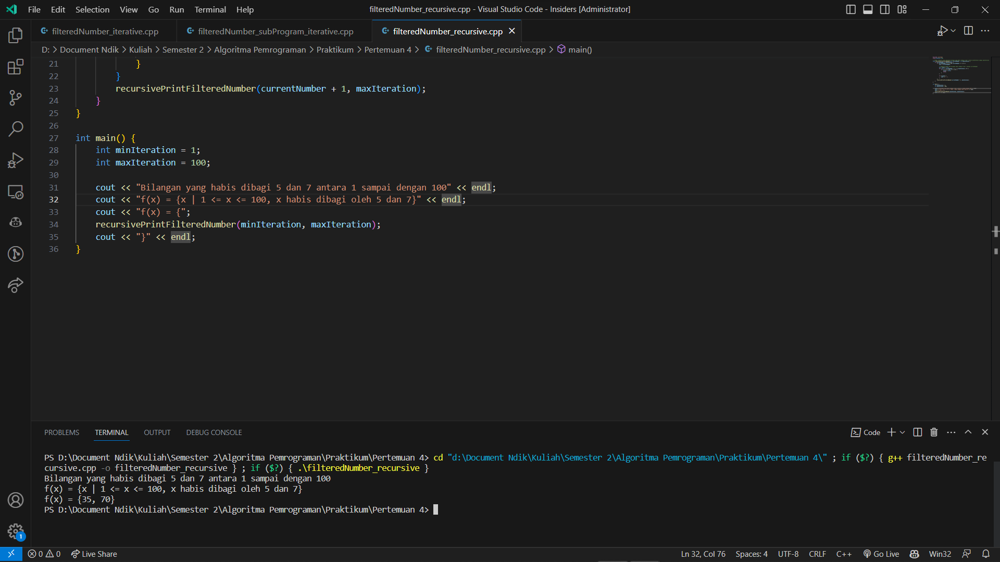 File Edit Selection View Go Run Terminal Help
filteredNumber_recursive.cpp - Visual Studio Code - Insiders [Administrator]
filteredNumber_iterative.cpp
filteredNumber_subProgram_iterative.cpp
filteredNumber_recursive.cpp
D: > Document Ndik > Kuliah > Semester 2 > Algoritma Pemrograman > Praktikum > Pertemuan 4 > filteredNumber_recursive.cpp > main()
21 }
22 }
23 recursivePrintFilteredNumber(currentNumber + 1, maxIteration);
24 }
25 }
26
27 int main() {
28 int minIteration = 1;
29 int maxIteration = 100;
30
31 cout << "Bilangan yang habis dibagi 5 dan 7 antara 1 sampai dengan 100" << endl;
32 cout << "f(x) = {x | 1 <= x <= 100, x habis dibagi oleh 5 dan 7}" << endl;
33 cout << "f(x) = {";
34 recursivePrintFilteredNumber(minIteration, maxIteration);
35 cout << "}" << endl;
36 }
PROBLEMS TERMINAL OUTPUT DEBUG CONSOLE
Code
PS D:\Document Ndik\Kuliah\Semester 2\Algoritma Pemrograman\Praktikum\Pertemuan 4> cd "d:\Document Ndik\Kuliah\Semester 2\Algoritma Pemrograman\Praktikum\Pertemuan 4\" ; if ($?) { g++ filteredNumber_re
cursive.cpp -o filteredNumber_recursive } ; if ($?) { .\filteredNumber_recursive }
Bilangan yang habis dibagi 5 dan 7 antara 1 sampai dengan 100
f(x) = {x | 1 <= x <= 100, x habis dibagi oleh 5 dan 7}
f(x) = {35, 70}
PS D:\Document Ndik\Kuliah\Semester 2\Algoritma Pemrograman\Praktikum\Pertemuan 4>
1
0 0 Live Share
Ln 32, Col 76 Spaces: 4 UTF-8 CRLF C++ Go Live Win32